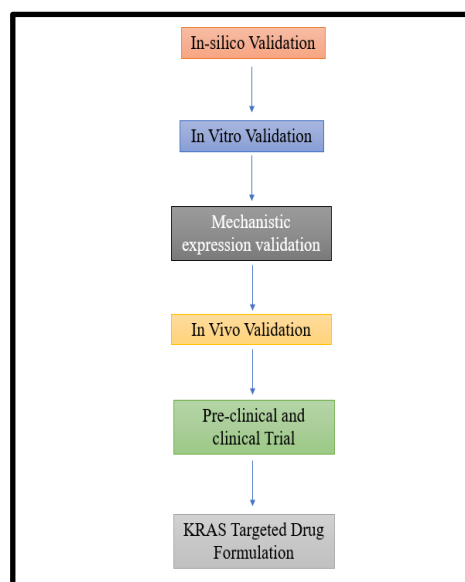 In-silico Validation
In Vitro Validation
Mechanistic
expression validation
In Vivo Validation
Pre-clinical and
clinical Trial
KRAS Targeted Drug
Formulation